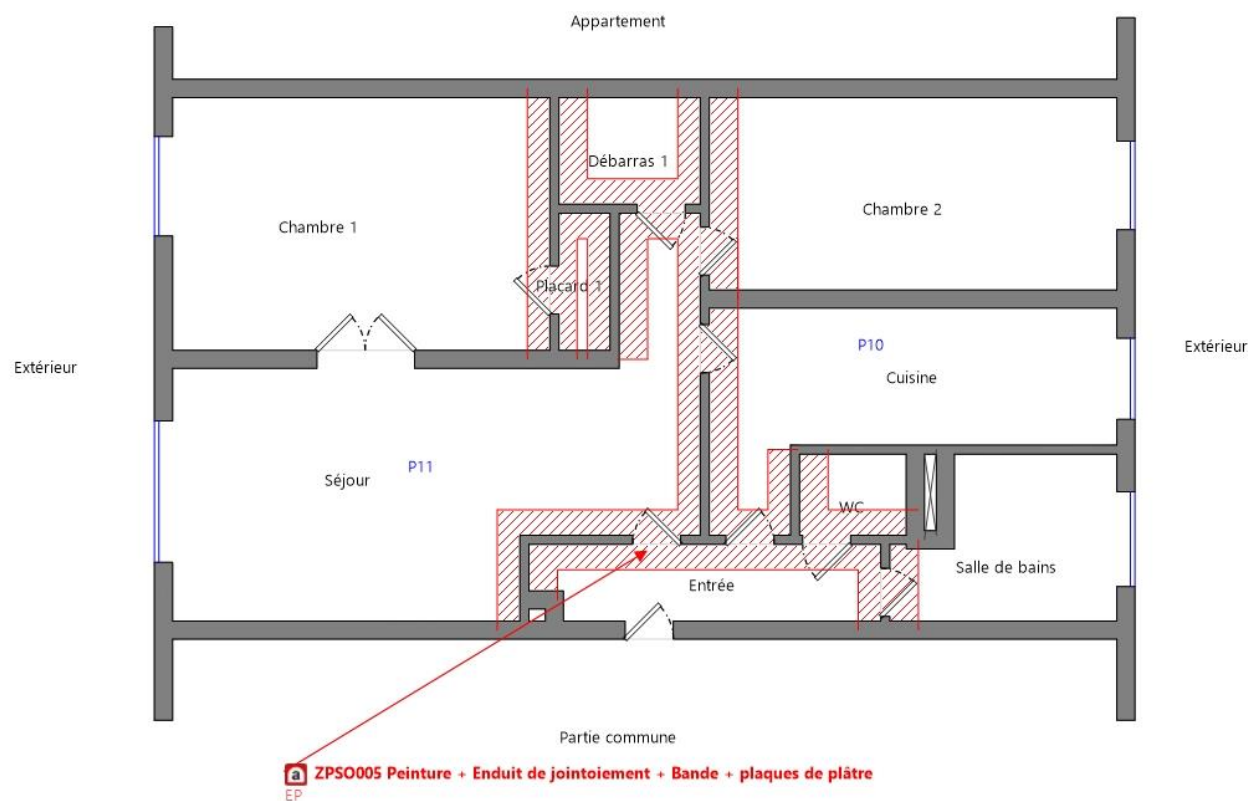 Appartement
Débarras 1
Chambre 1
Chambre 2
Placard 1
P10
Extérieur
Extérieur
Cuisine
P11
Séjour
WC
Salle de bains
Entrée
Partie commune
a ZPSO005 Peinture + Enduit de jointoiement + Bande + plaques de plâtre
EP